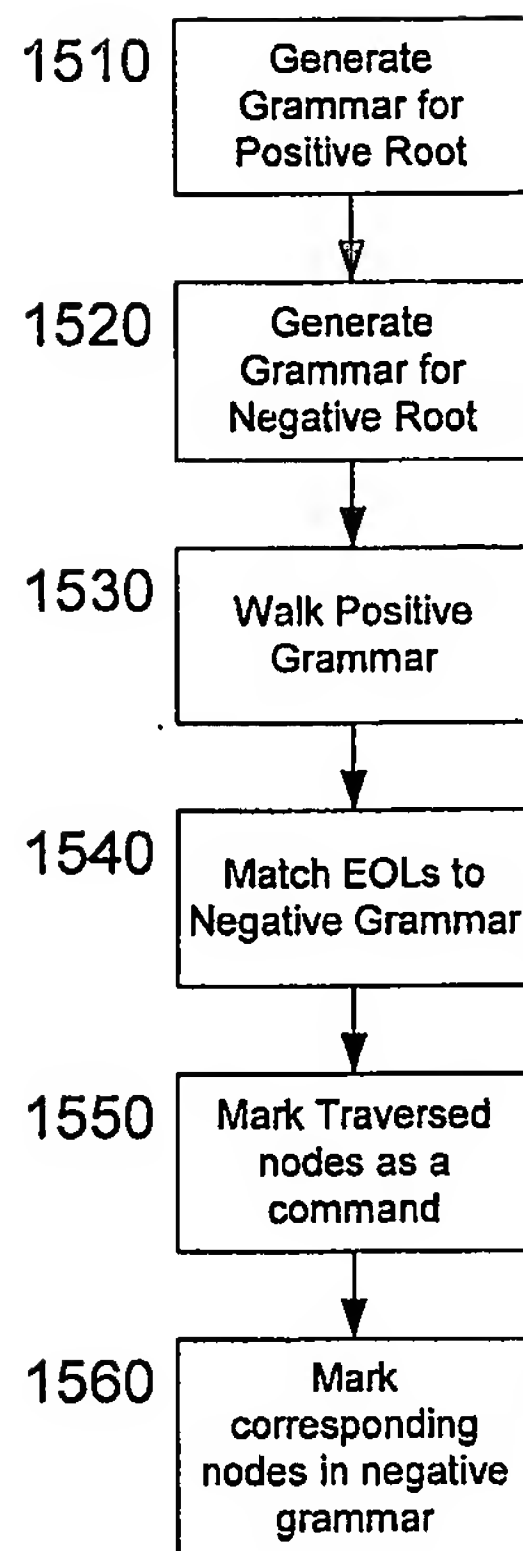 1510
Generate
Grammar for
Positive Root
1520
Generate
Grammar for
Negative Root
1530
Walk Positive
Grammar
1540
Match EOLs to
Negative Grammar
1550
Mark Traversed
nodes as a
command
1560
Mark
corresponding
nodes in negative
grammar